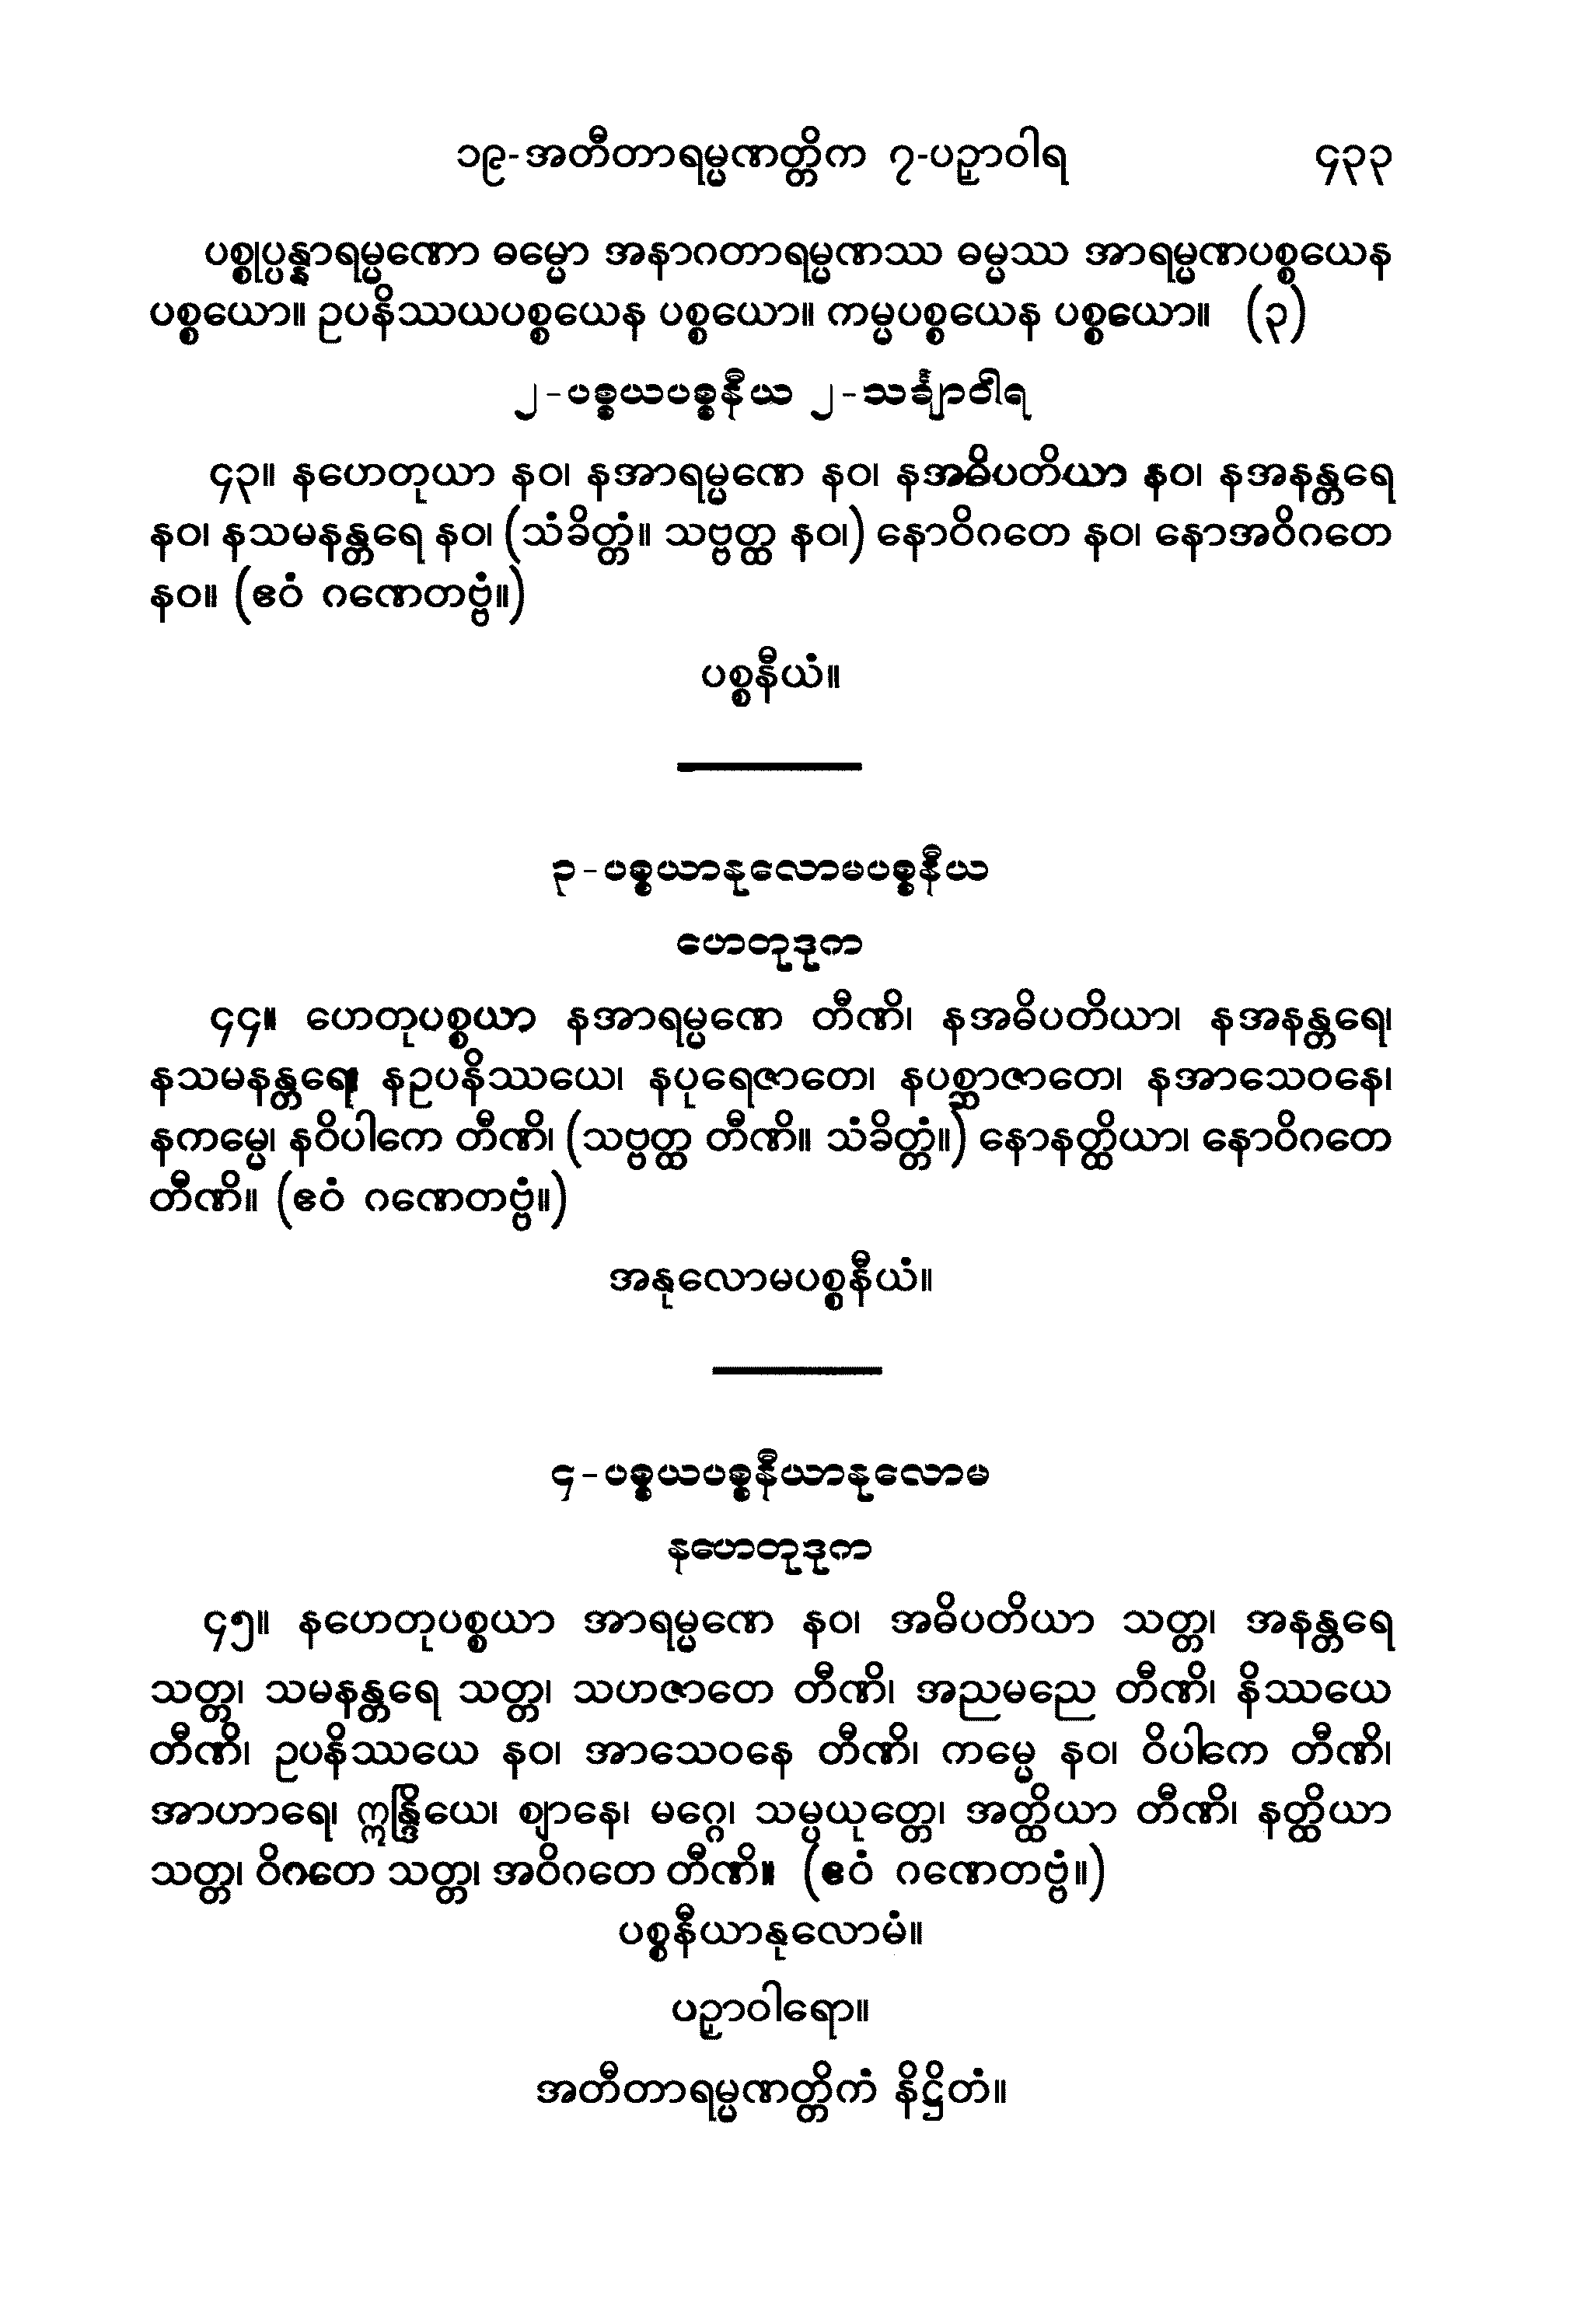 ၁၉-အတီတာရမ္မဏတ္တိက ၇-ပဉှာဝါရ ၄၃၃
ပစ္စုပ္ပန္နာရမ္မဏော ဓမ္မော အနာဂတာရမ္မဏဿ ဓမ္မဿ အာရမ္မဏပစ္စယေန
ပစ္စယော။ ဥပနိဿယပစ္စယေန ပစ္စယော။ ကမ္မပစ္စယေန ပစ္စယော။ (၃)
၂-ပစ္စယပစ္စနီယ ၂-သင်္ချာဝါရ
၄၃။ နဟေတုယာ နဝ၊ နအာရမ္မဏေ နဝ၊ နအဓိပတိယာ နဝ၊ နအနန္တရေ
နဝ၊ နသမနန္တရေ နဝ၊ (သံခိတ္တံ။ သဗ္ဗတ္ထ နဝ၊) နောဝိဂတေ နဝ၊ နောအဝိဂတေ
နဝ။ (ဧဝံ ဂဏေတဗ္ဗံ။)
ပစ္စနီယံ။
၃-ပစ္စယာနုလောမပစ္စနီယ
ဟေတုဒုက
၄၄။ ဟေတုပစ္စယာ နအာရမ္မဏေ တီဏိ၊ နအဓိပတိယာ၊ နအနန္တရေ၊
နသမနန္တရေ၊ နဥပနိဿယေ၊ နပုရေဇာတေ၊ နပစ္ဆာဇာတေ၊ နအာသေဝနေ၊
နကမ္မေ၊ နဝိပါကေ တီဏိ၊ (သဗ္ဗတ္ထ တီဏိ။ သံခိတ္တံ။) နောနတ္ထိယာ၊ နောဝိဂတေ
တီဏိ။ (ဧဝံ ဂဏေတဗ္ဗံ။)
အနုလောမပစ္စနီယံ။
၄-ပစ္စယပစ္စနီယာနုလောမ
နဟေတုဒုက
၄၅။ နဟေတုပစ္စယာ အာရမ္မဏေ နဝ၊ အဓိပတိယာ သတ္တ၊ အနန္တရေ
သတ္တ၊ သမနန္တရေ သတ္တ၊ သဟဇာတေ တီဏိ၊ အညမညေ တီဏိ၊ နိဿယေ
တီဏိ၊ ဥပနိဿယေ နဝ၊ အာသေဝနေ တီဏိ၊ ကမ္မေ နဝ၊ ဝိပါကေ တီဏိ၊
အာဟာရေ၊ ဣန္ဒြိယေ၊ ဈာနေ၊ မဂ္ဂေ၊ သမ္ပယုတ္တေ၊ အတ္ထိယာ တီဏိ၊ နတ္ထိယာ
သတ္တ၊ ဝိဂတေ သတ္တ၊ အဝိဂတေ တီဏိ။ (ဧဝံ ဂဏေတဗ္ဗံ။)
ပစ္စနီယာနုလောမံ။
ပဉှာဝါရော။
အတီတာရမ္မဏတ္တိကံ နိဋ္ဌိတံ။